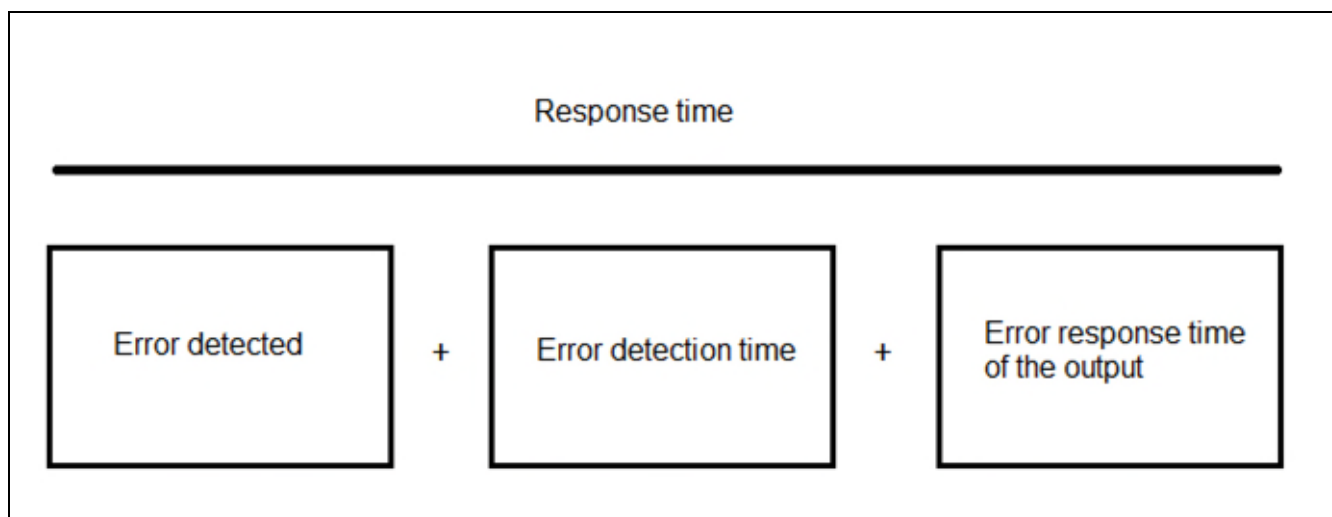 Response time
Error detected
+
Error detection time
+
Error response time
of the output